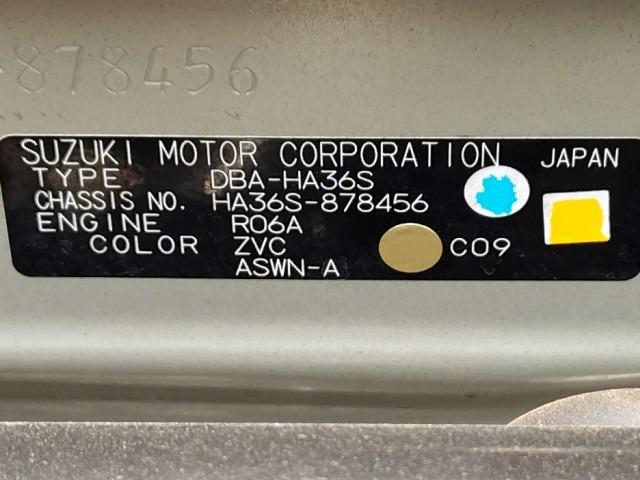 -878456
SUZUKI MOTOR CORPORATION JAPAN
TYPE DBA-HA36S
CHASSIS NO. HA36S-878456
ENGINE R06A
COLOR ZVC C09
ASWN-A